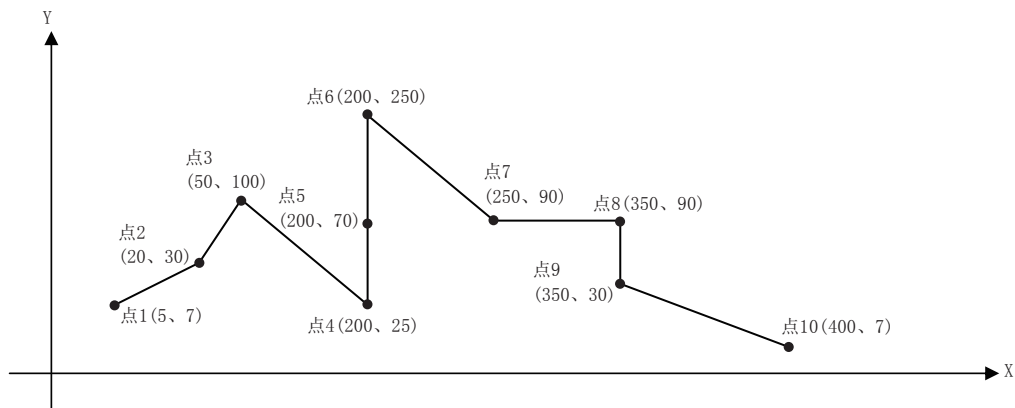 Y
点6(200、250)
点3
(50、100)
点5
(200、70)
点7
(250、90)
点8(350、90)
点2
(20、30)
点9
(350、30)
点1(5、7)
点4(200、25)
点10(400、7)
X